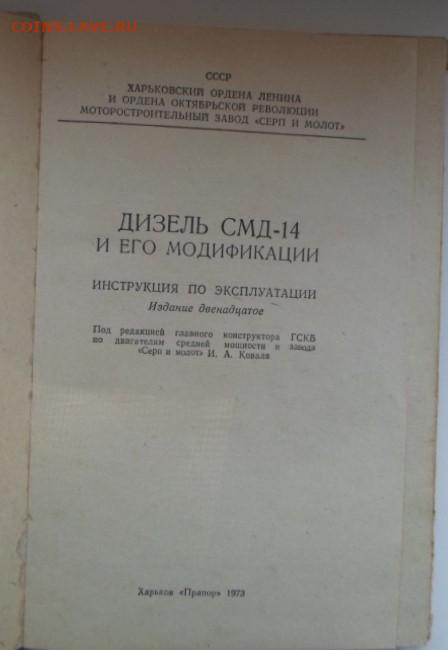 COINS.LAVE.RU
СССР
ХАРЬКОВСКИЙ ОРДЕНА ЛЕНИНА
И ОРДЕНА ОКТЯБРЬСКОЙ РЕВОЛЮЦИИ
МОТОРОСТРОИТЕЛЬНЫЙ ЗАВОД «СЕРП И МОЛОТ»
ДИЗЕЛЬ СМД-14
И ЕГО МОДИФИКАЦИИ
ИНСТРУКЦИЯ ПО ЭКСПЛУАТАЦИИ
Издание двенадцатое
Под редакцией главного конструктора ГСКБ
по двигателям средней мощности и завода
«Серп и молот» И. А. Коваля
Харьков «Прапор» 1973